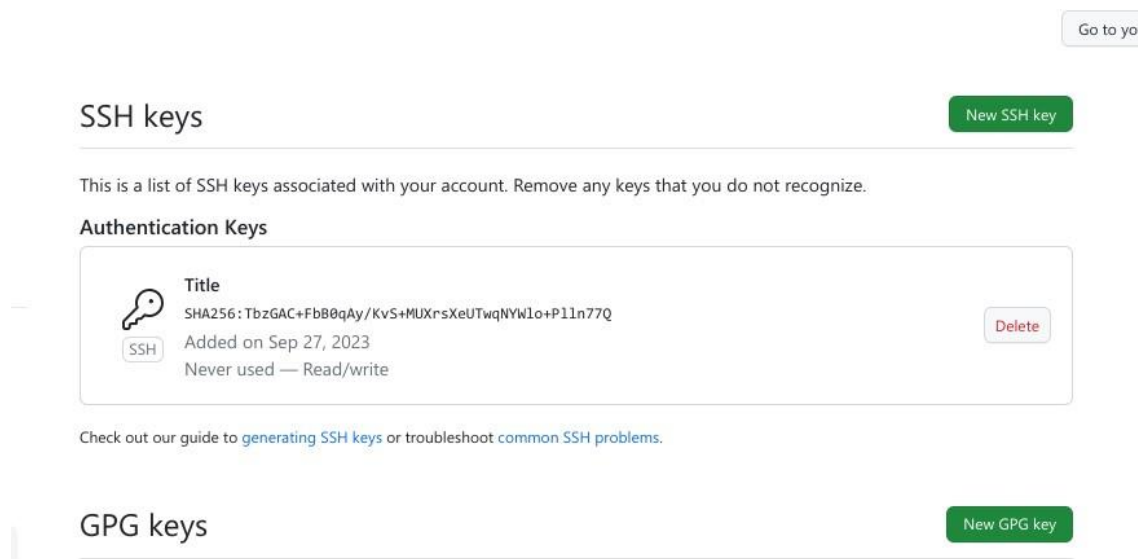 Go to yo
SSH keys
New SSH key
This is a list of SSH keys associated with your account. Remove any keys that you do not recognize.
Authentication Keys
Title
SHA256:TbzGAC+FbB0qAy/KvS+MUXrsXeUTwqNYWlo+Plln77Q
SSH
Added on Sep 27, 2023
Never used — Read/write
Delete
Check out our guide to generating SSH keys or troubleshoot common SSH problems.
GPG keys
New GPG key